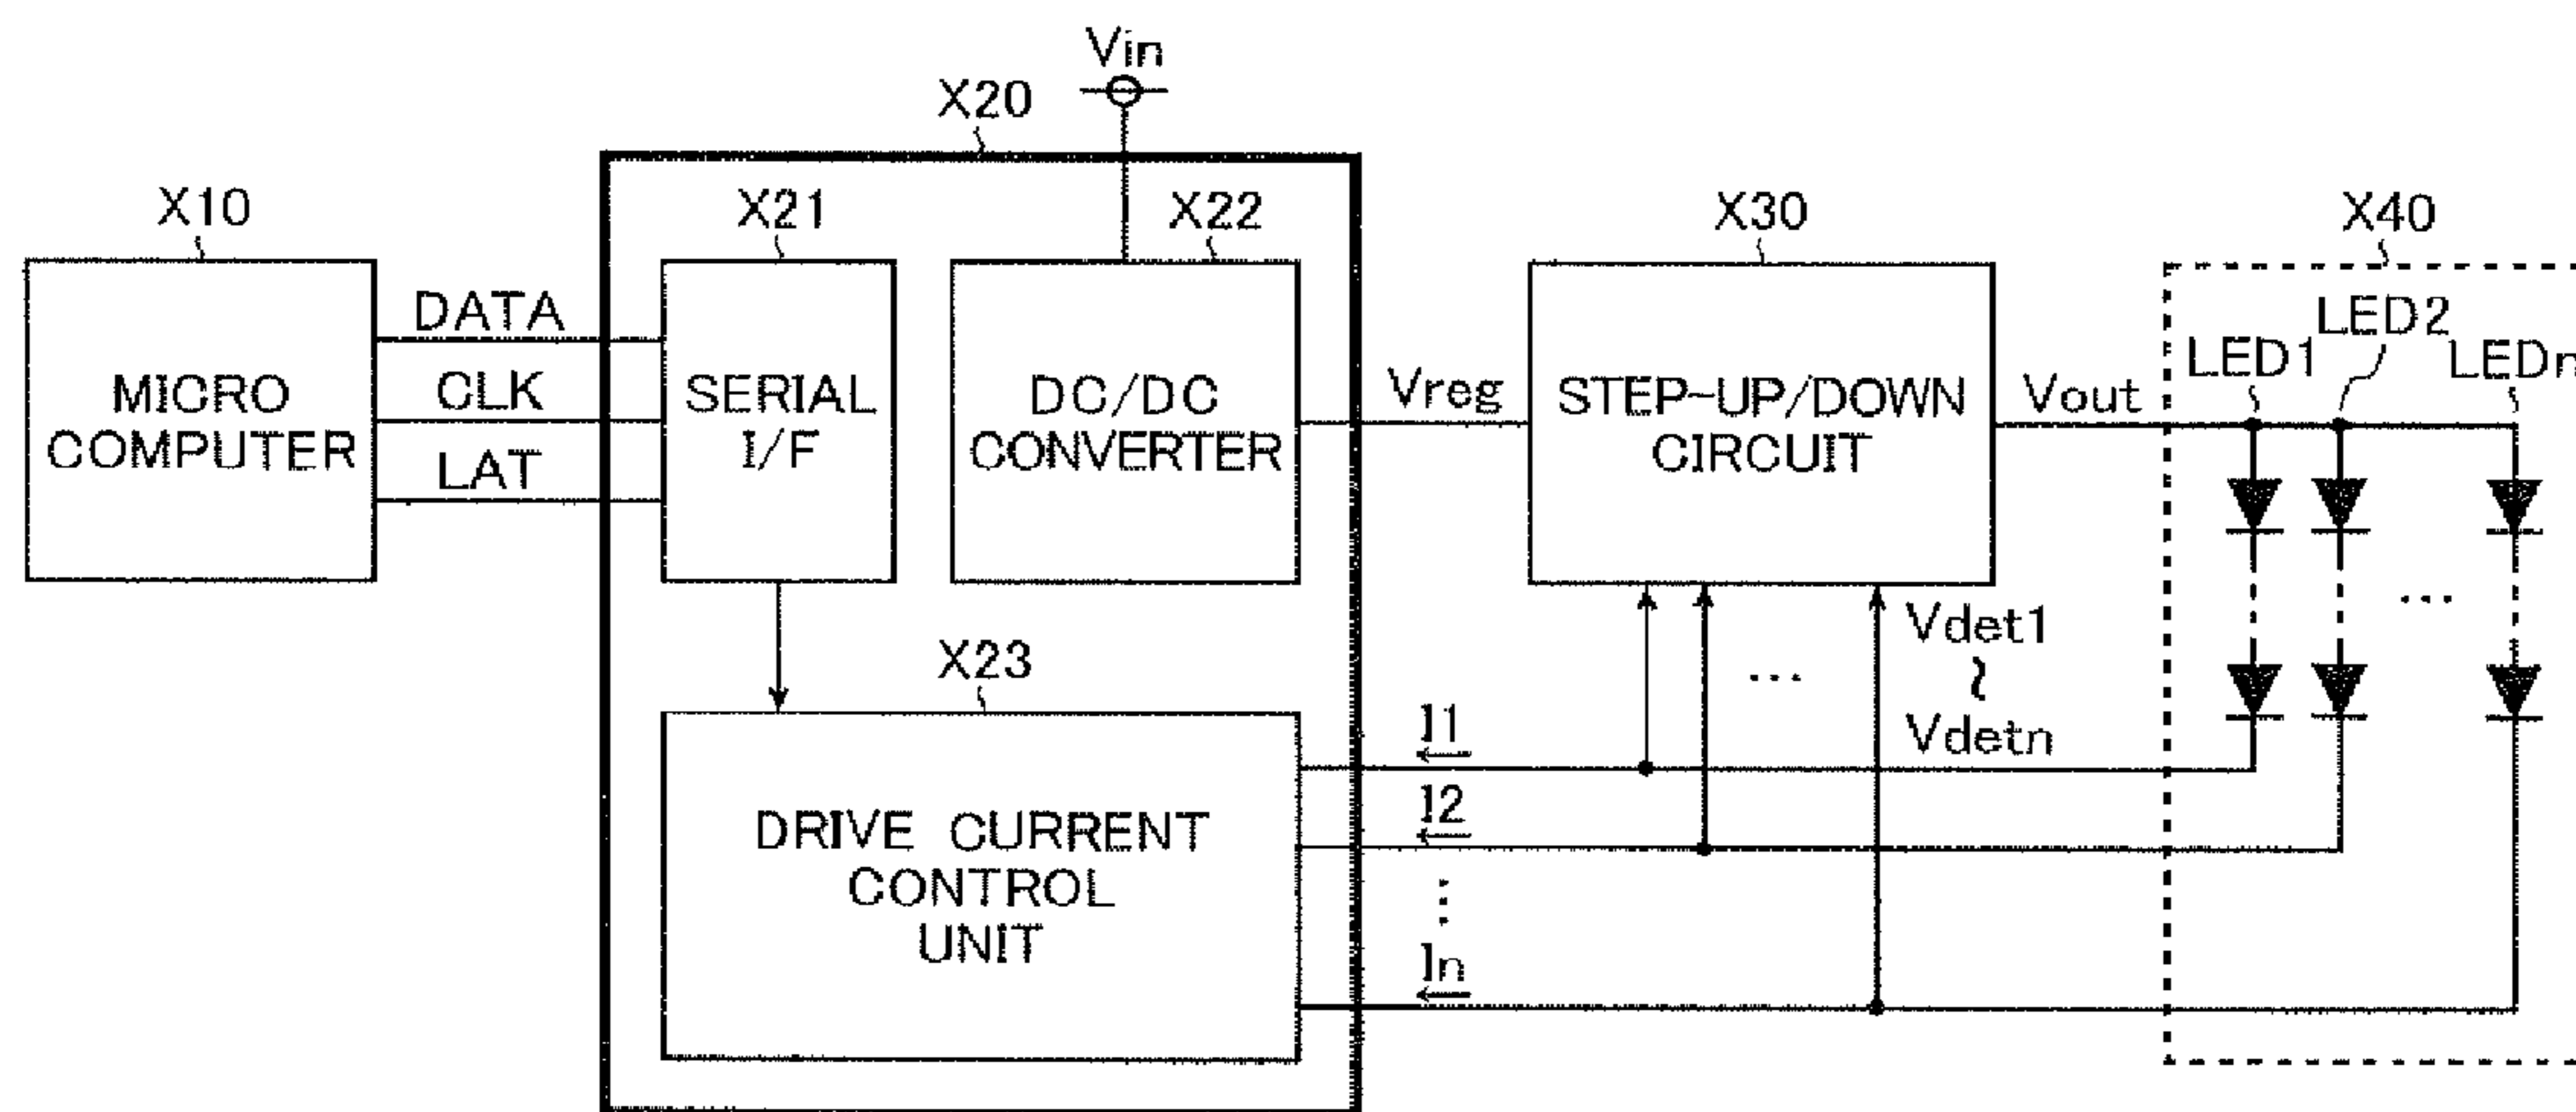 Vin
X20
X10
X21
X22
X30
X40
DATA
CLK
LAT
MICRO
COMPUTER
SERIAL
I/F
DC/DC
CONVERTER
Vreg
STEP-UP/DOWN
CIRCUIT
Vout
LED1
LED2
LEDn
...
Vdet1
~
Vdetn
...
X23
DRIVE CURRENT
CONTROL
UNIT
I1
I2
...
In